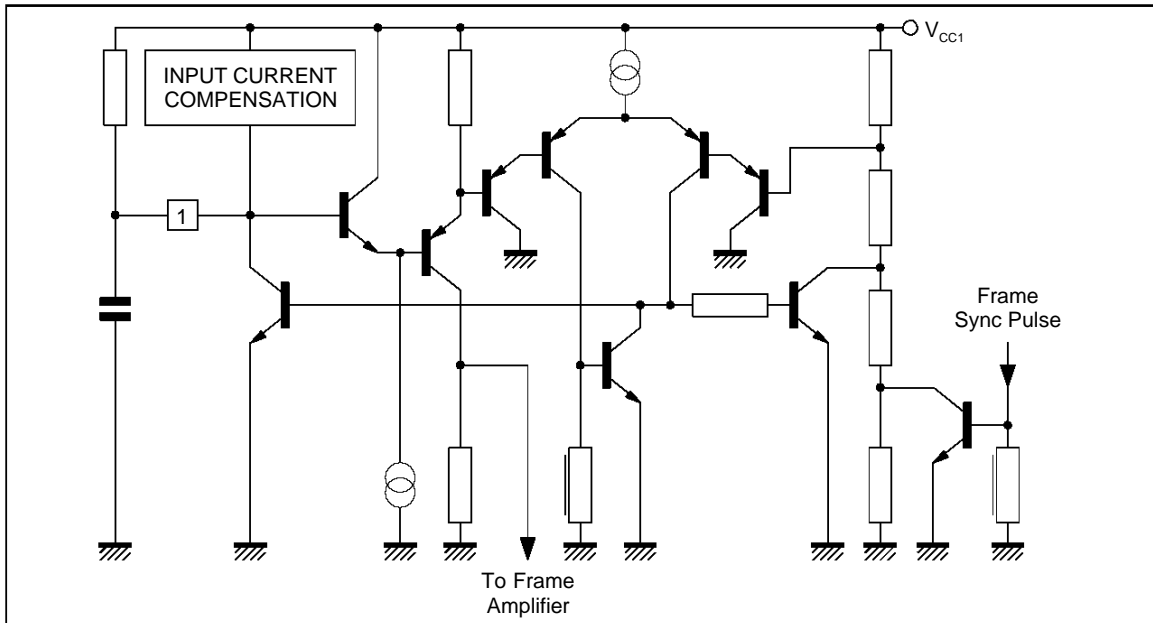 V_CC1
INPUT CURRENT
COMPENSATION
1
Frame
Sync Pulse
To Frame
Amplifier